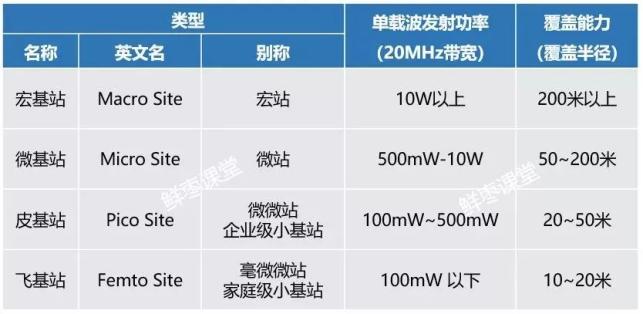 类型
单载波发射功率
(20MHz带宽)
覆盖能力
(覆盖半径)
名称
英文名
别称
宏基站
Macro Site
宏站
10W以上
200米以上
微基站
Micro Site
微站
500mW-10W
50~200米
皮基站
Pico Site
微微站
企业级小基站
100mW~500mW
20~50米
飞基站
Femto Site
毫微微站
家庭级小基站
100mW 以下
10~20米
鲜枣课堂
鲜枣课堂